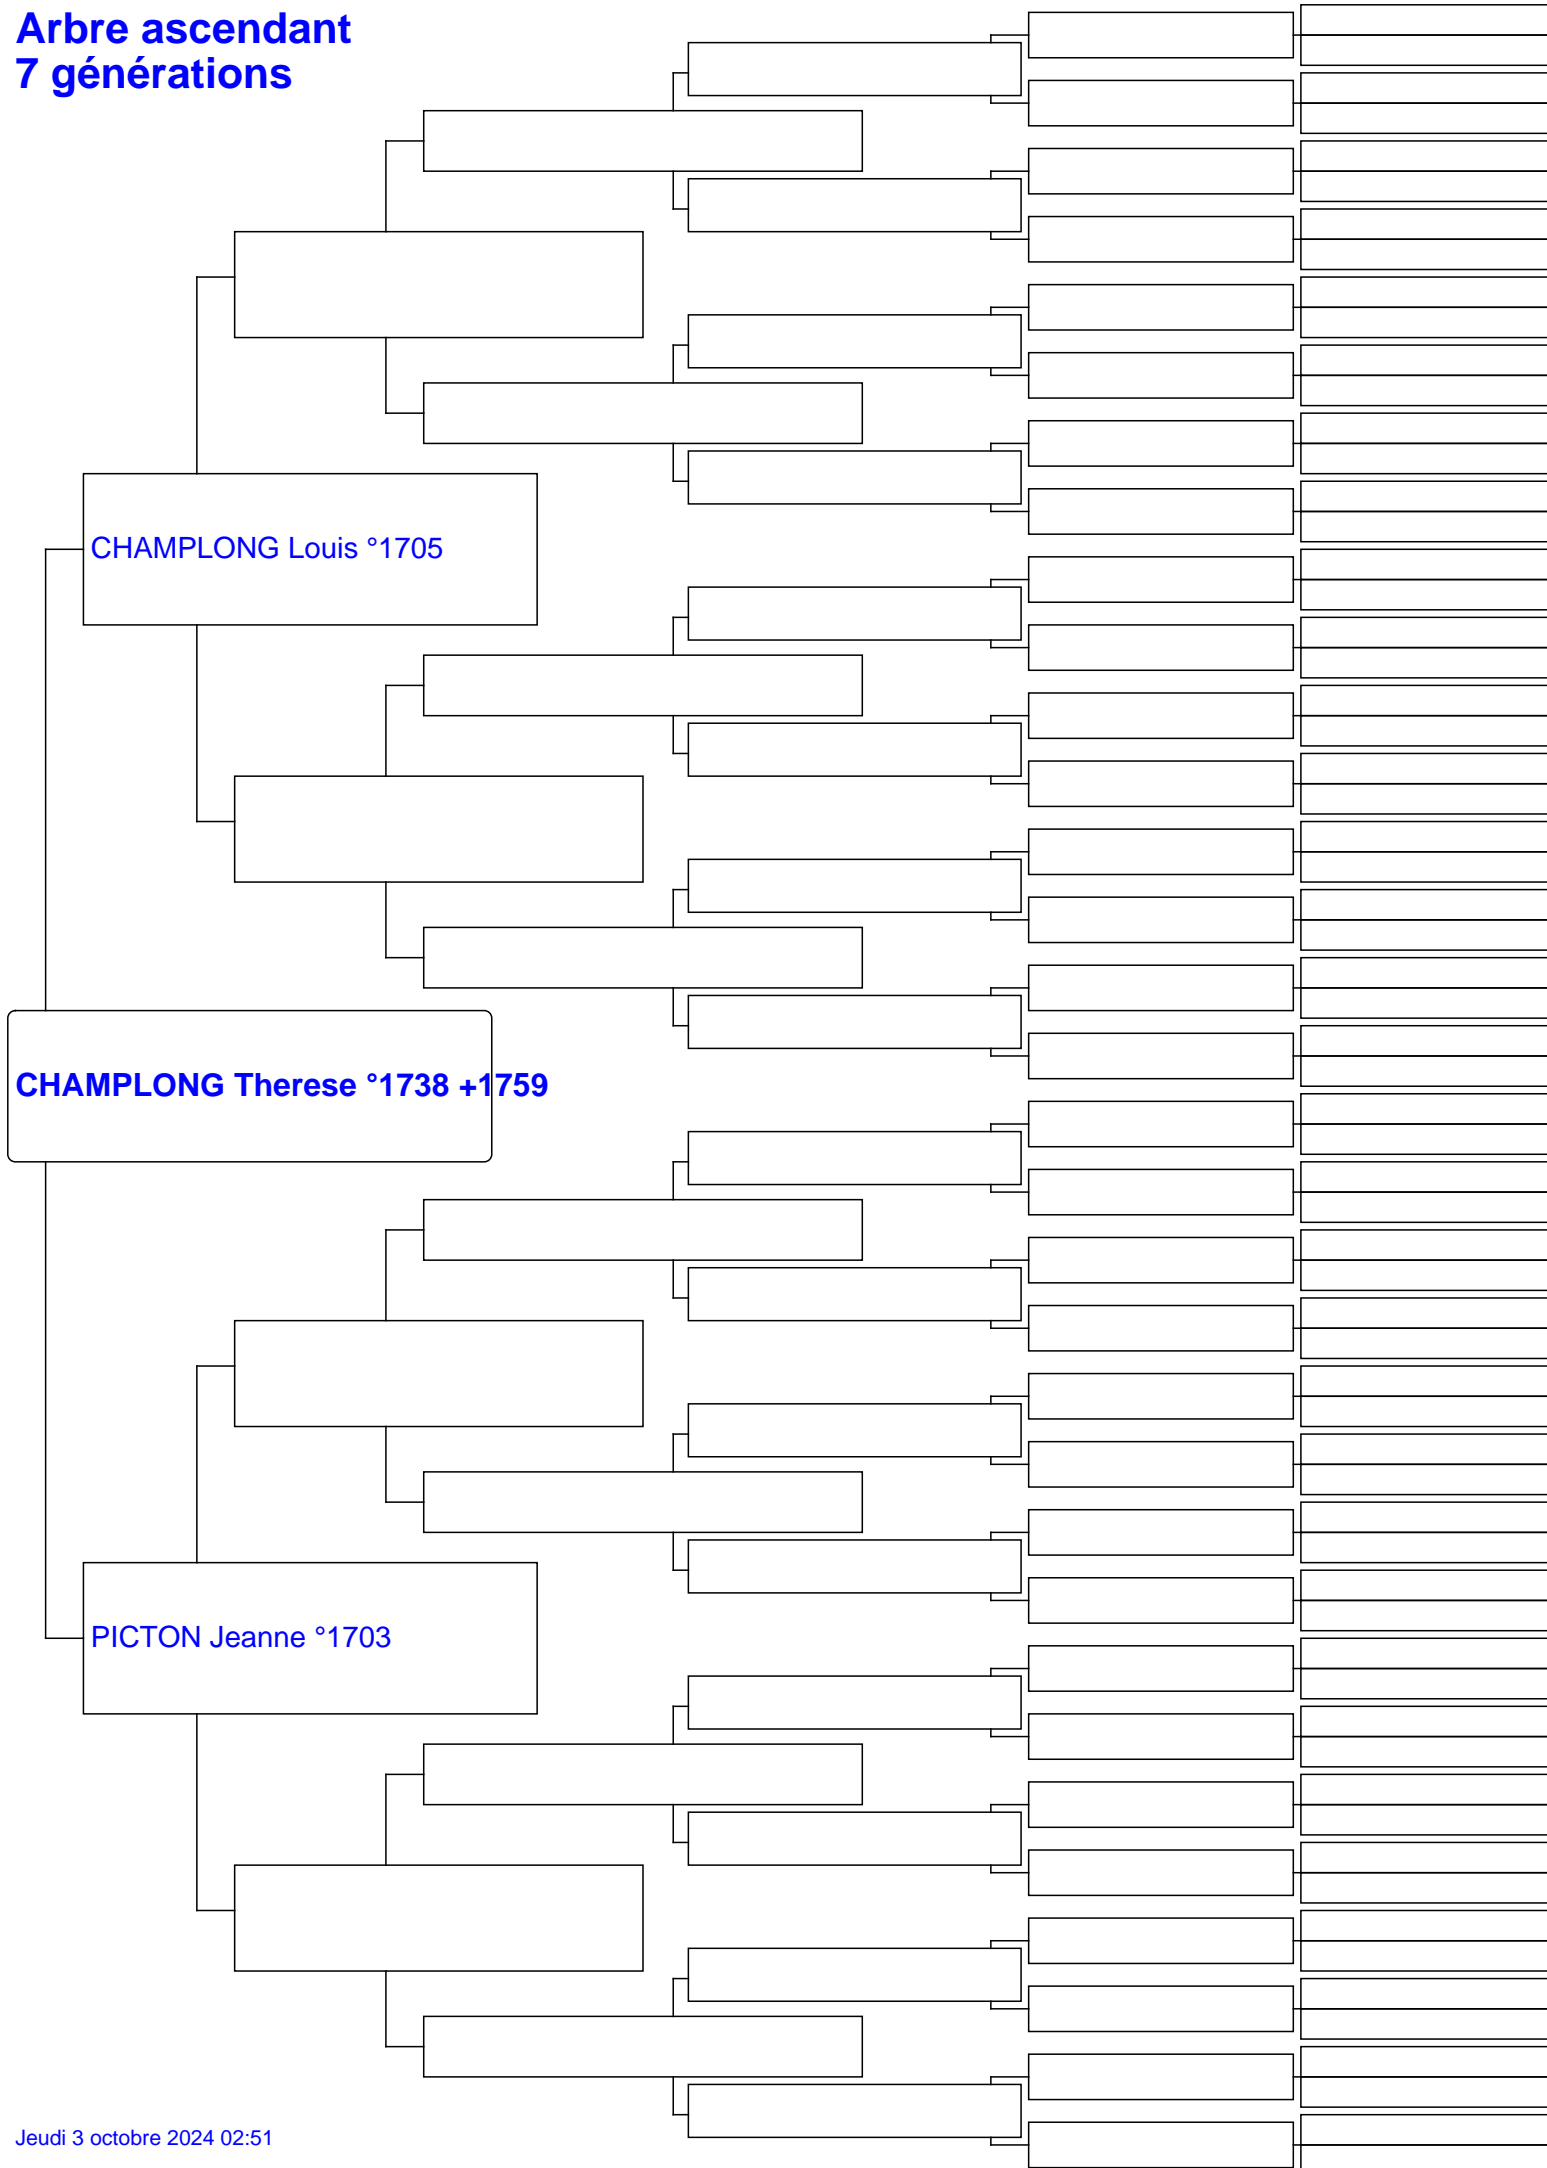 Arbre ascendant
7 générations
CHAMPLONG Louis °1705
CHAMPLONG Therese °1738 +1759
PICTON Jeanne °1703
Jeudi 3 octobre 2024 02:51